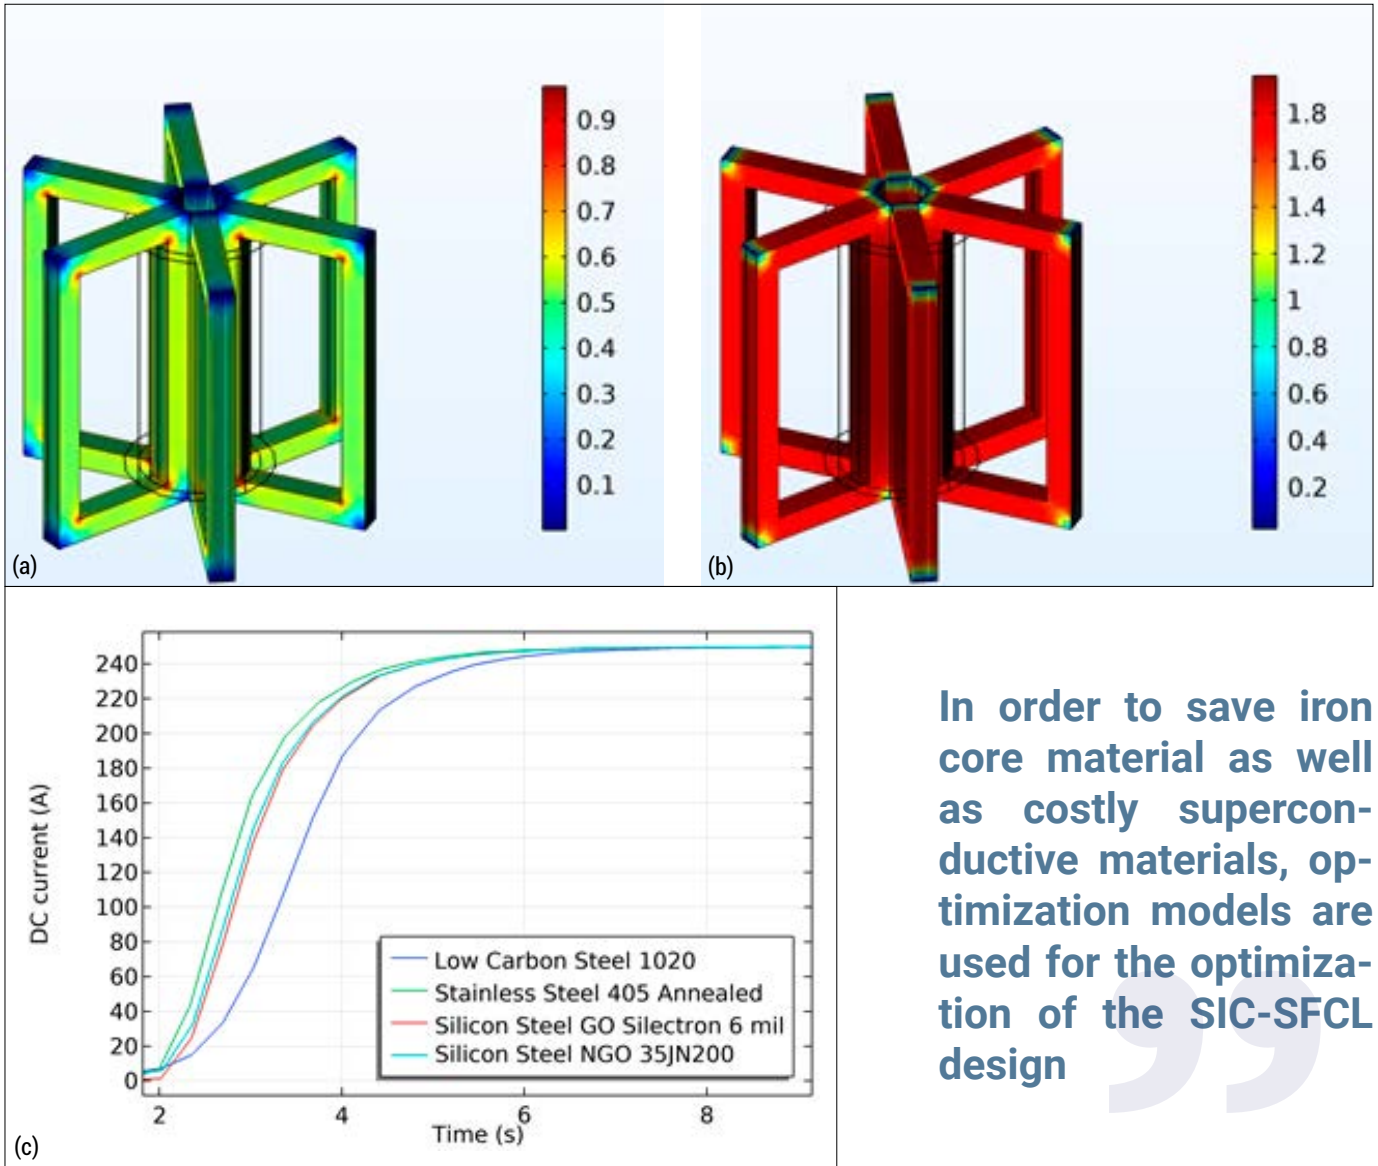 0.9
0.8
0.7
0.6
0.5
0.4
0.3
0.2
0.1
(a)
1.8
1.6
1.4
1.2
1
0.8
0.6
0.4
0.2
(b)
240
220
200
180
160
140
120
100
80
60
40
20
0
DC current (A)
Low Carbon Steel 1020
Stainless Steel 405 Annealed
Silicon Steel GO Silectron 6 mil
Silicon Steel NGO 35JN200
2
4
6
8
Time (s)
(c)
In order to save iron
core material as well
as costly supercon-
ductive materials, op-
timization models are
used for the optimiza-
tion of the SIC-SFCL
design
”